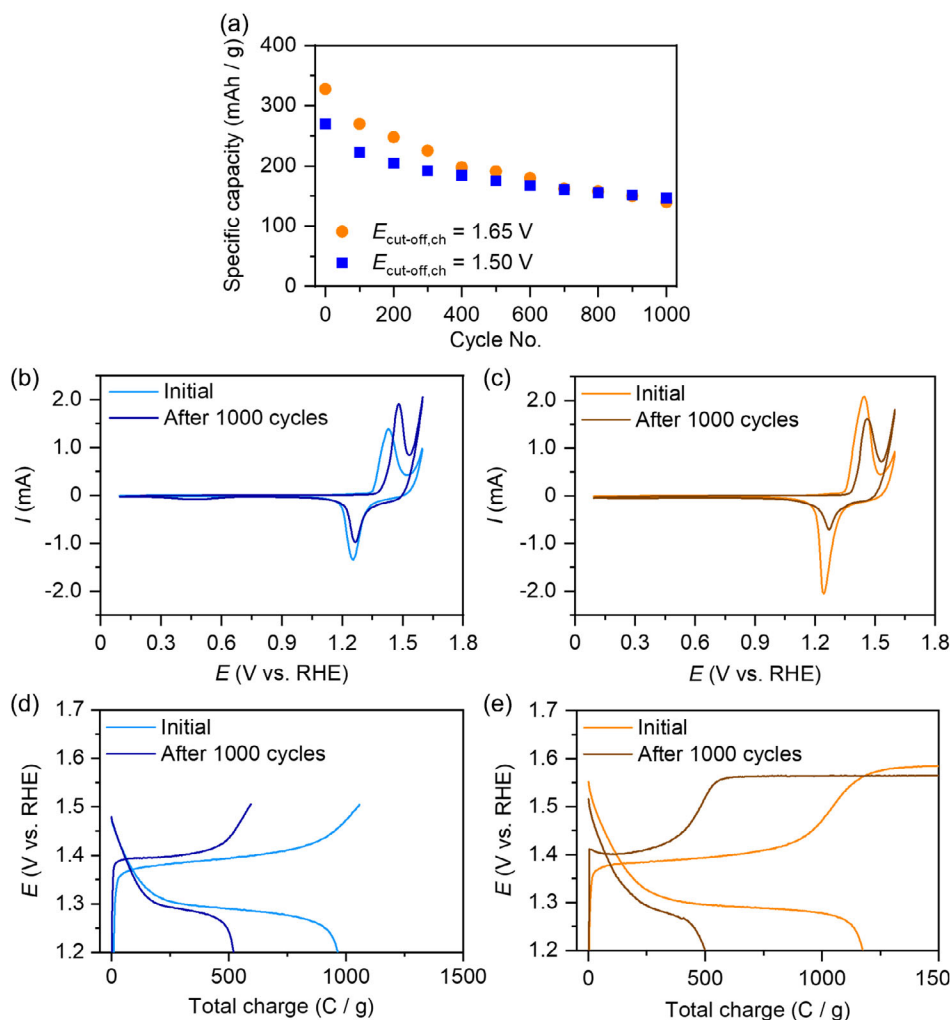 (a)
400
300
200
100
0
Specific capacity (mAh / g)
E cut-off,ch = 1.65 V
E cut-off,ch = 1.50 V
0 200 400 600 800 1000
Cycle No.
(b)
Initial
After 1000 cycles
2.0
1.0
0
-1.0
-2.0
I (mA)
0 0.3 0.6 0.9 1.2 1.5 1.8
E (V vs. RHE)
(c)
Initial
After 1000 cycles
2.0
1.0
0
-1.0
-2.0
I (mA)
0 0.3 0.6 0.9 1.2 1.5 1.8
E (V vs. RHE)
(d)
Initial
After 1000 cycles
1.7
1.6
1.5
1.4
1.3
1.2
E (V vs. RHE)
0 500 1000 1500
Total charge (C / g)
(e)
Initial
After 1000 cycles
1.7
1.6
1.5
1.4
1.3
1.2
E (V vs. RHE)
0 500 1000 150
Total charge (C / g)